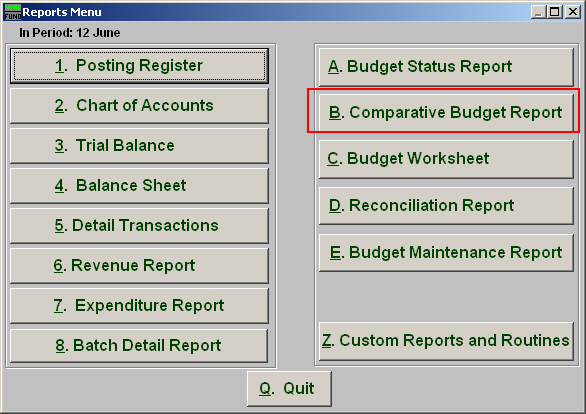 Reports Menu
In Period: 12 June
1. Posting Register
2. Chart of Accounts
3. Trial Balance
4. Balance Sheet
5. Detail Transactions
6. Revenue Report
7. Expenditure Report
8. Batch Detail Report
A. Budget Status Report
B. Comparative Budget Report
C. Budget Worksheet
D. Reconciliation Report
E. Budget Maintenance Report
Z. Custom Reports and Routines
Q. Quit